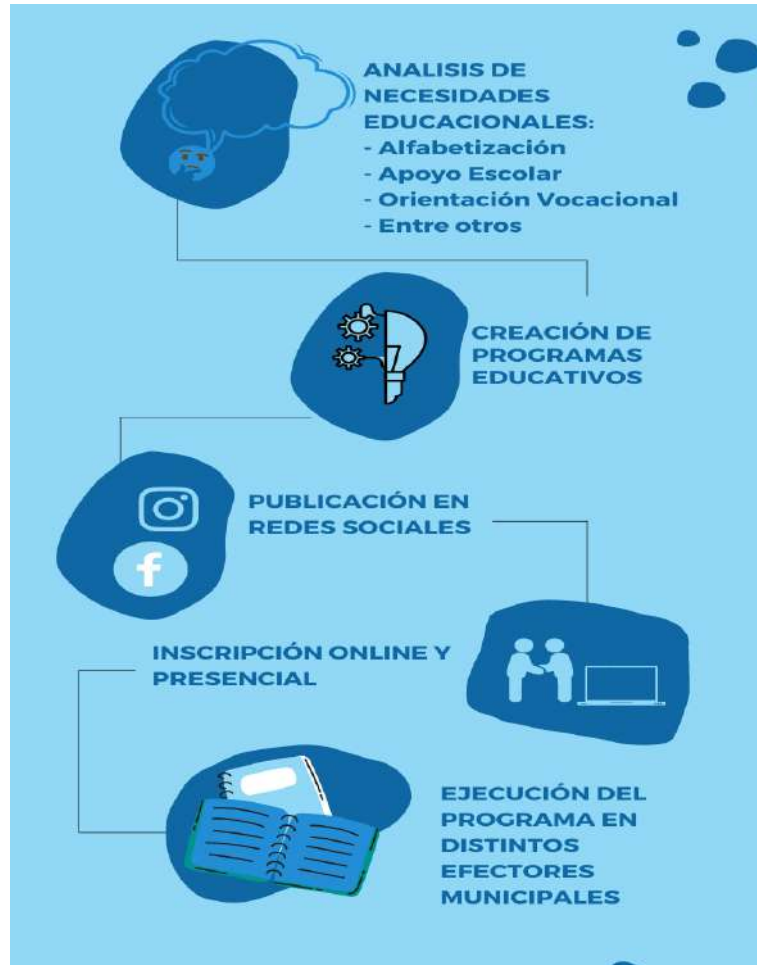 ANALISIS DE
NECESIDADES
EDUCACIONALES:
- Alfabetización
- Apoyo Escolar
- Orientación Vocacional
- Entre otros
CREACIÓN DE
PROGRAMAS
EDUCATIVOS
PUBLICACIÓN EN
REDES SOCIALES
INSCRIPCIÓN ONLINE Y
PRESENCIAL
EJECUCIÓN DEL
PROGRAMA EN
DISTINTOS
EFECTORES
MUNICIPALES